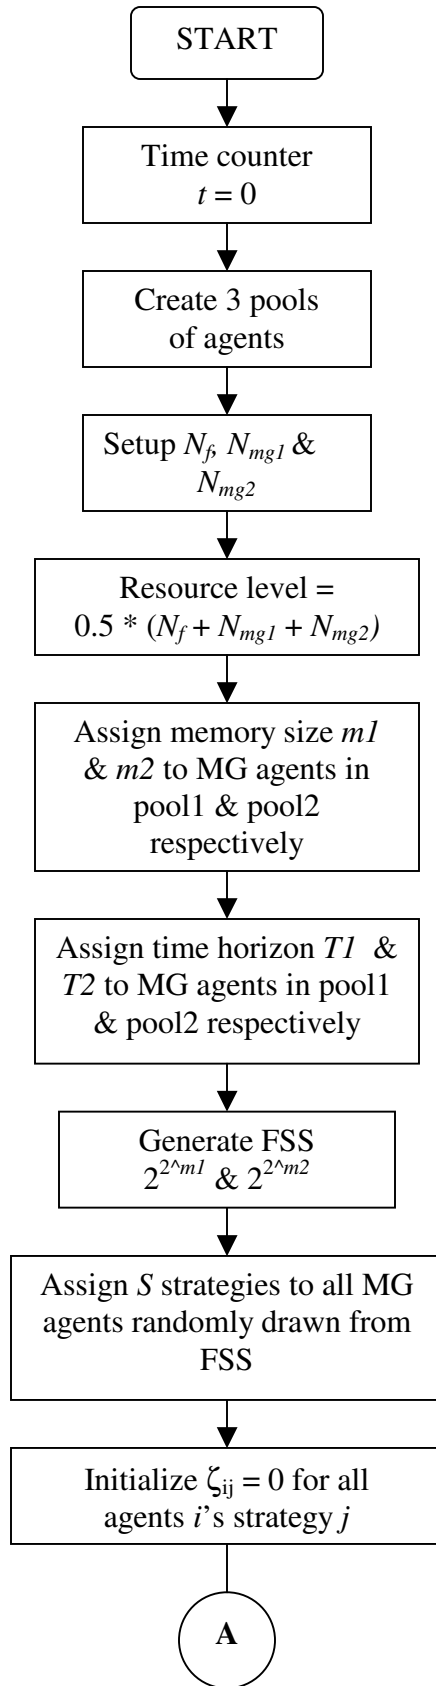 START
Time counter
t = 0
Create 3 pools
of agents
Setup N_f, N_mg1 &
N_mg2
Resource level =
0.5 * (N_f + N_mg1 + N_mg2)
Assign memory size m1
& m2 to MG agents in
pool1 & pool2
respectively
Assign time horizon T1 &
T2 to MG agents in pool1
& pool2 respectively
Generate FSS
2^{2^m1} & 2^{2^m2}
Assign S strategies to all MG
agents randomly drawn from
FSS
Initialize ζ_ij = 0 for all
agents i's strategy j
A